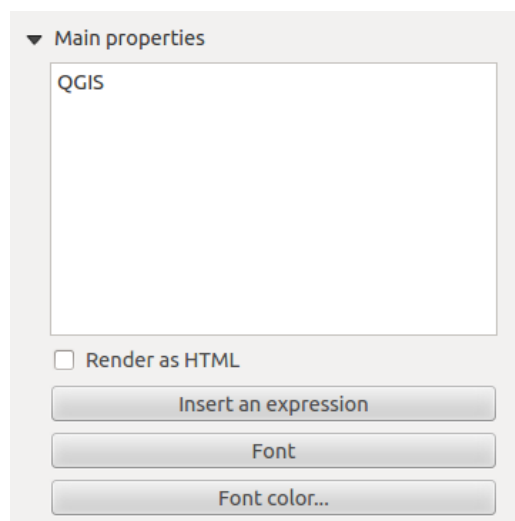 Main properties
QGIS
Render as HTML
Insert an expression
Font
Font color...